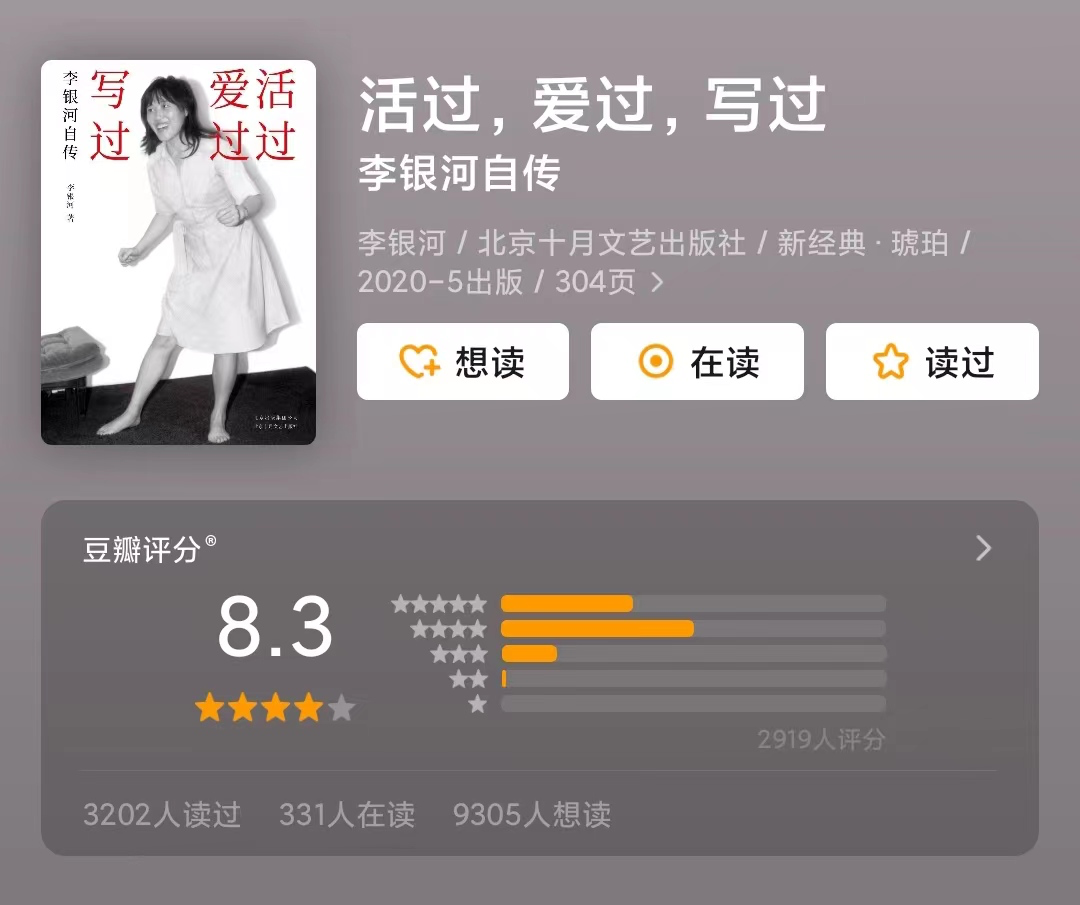 活过，爱过，写过
李银河自传
李银河 / 北京十月文艺出版社 / 新经典 · 琥珀 /
2020-5出版 / 304页
想读
在读
读过
活过
爱过
写过
李银河自传
李银河 著
豆瓣评分®
8.3
2919人评分
3202人读过 331人在读 9305人想读